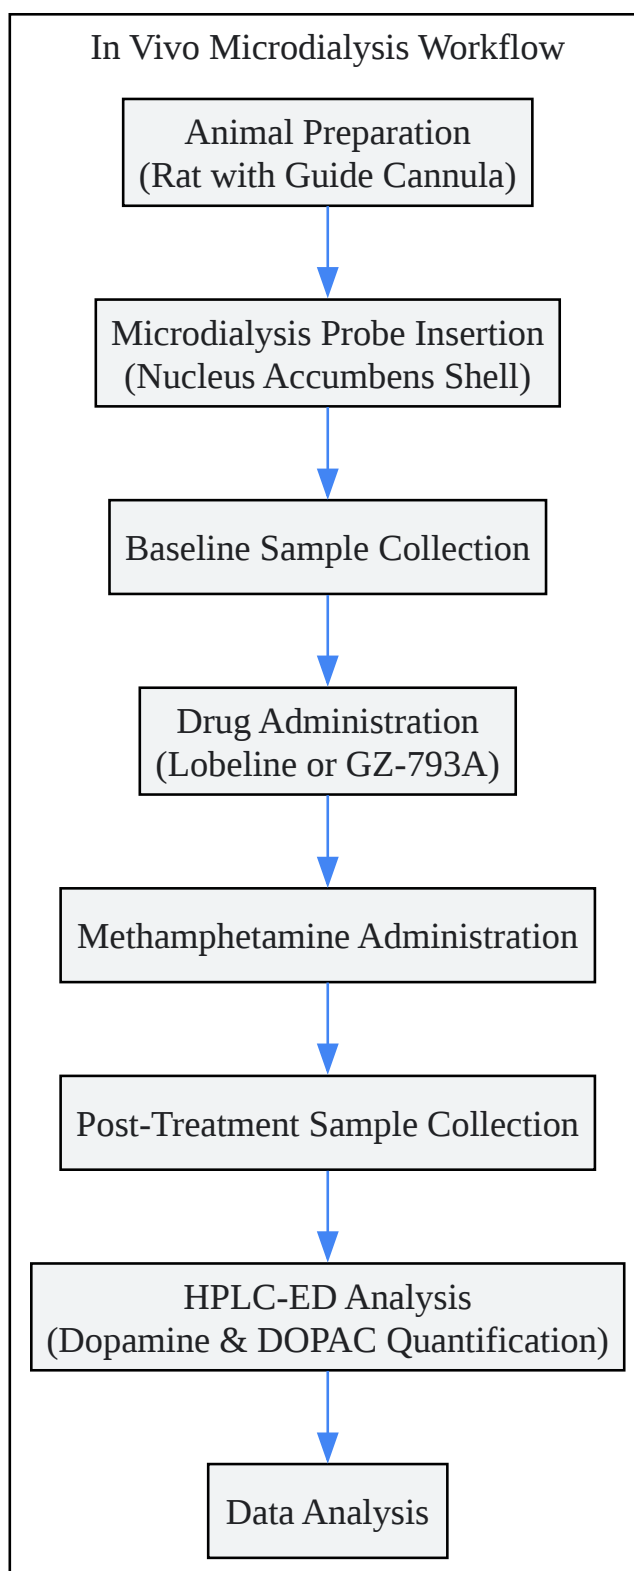 In Vivo Microdialysis Workflow
Animal Preparation
(Rat with Guide Cannula)
Microdialysis Probe Insertion
(Nucleus Accumbens Shell)
Baseline Sample Collection
Drug Administration
(Lobeline or GZ-793A)
Methamphetamine Administration
Post-Treatment Sample Collection
HPLC-ED Analysis
(Dopamine & DOPAC Quantification)
Data Analysis